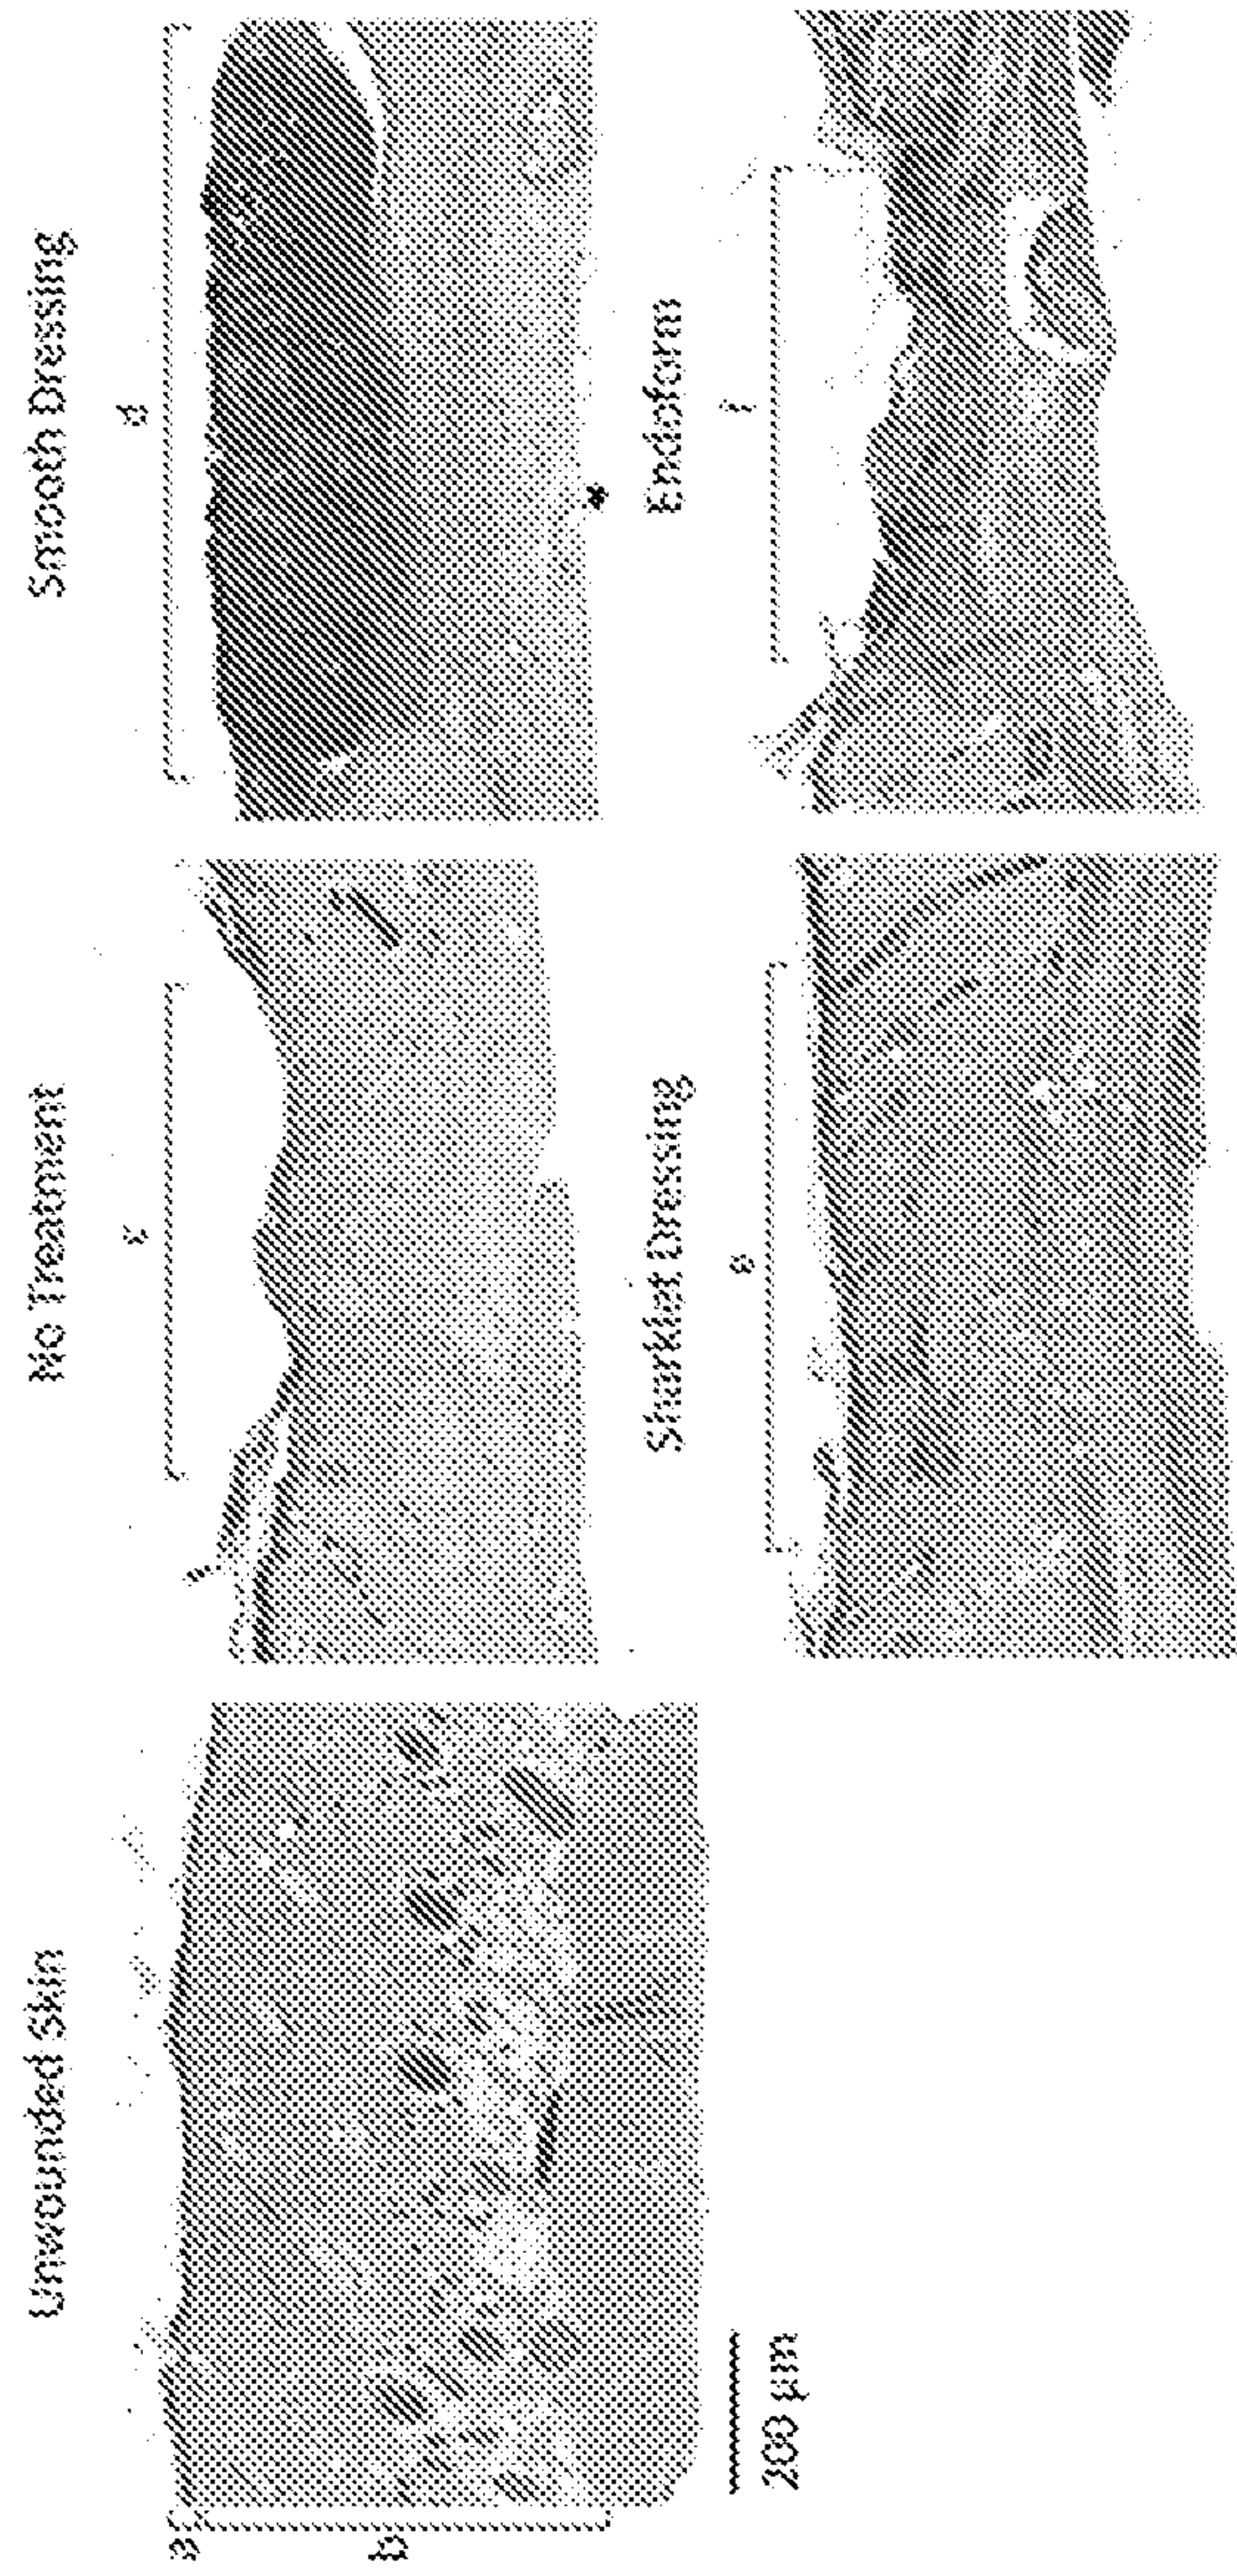 Unwounded Skin
No Treatment
Smooth Dressing
a
b
c
d
*
200 µm
Sharklet Dressing
Endoform
e
f